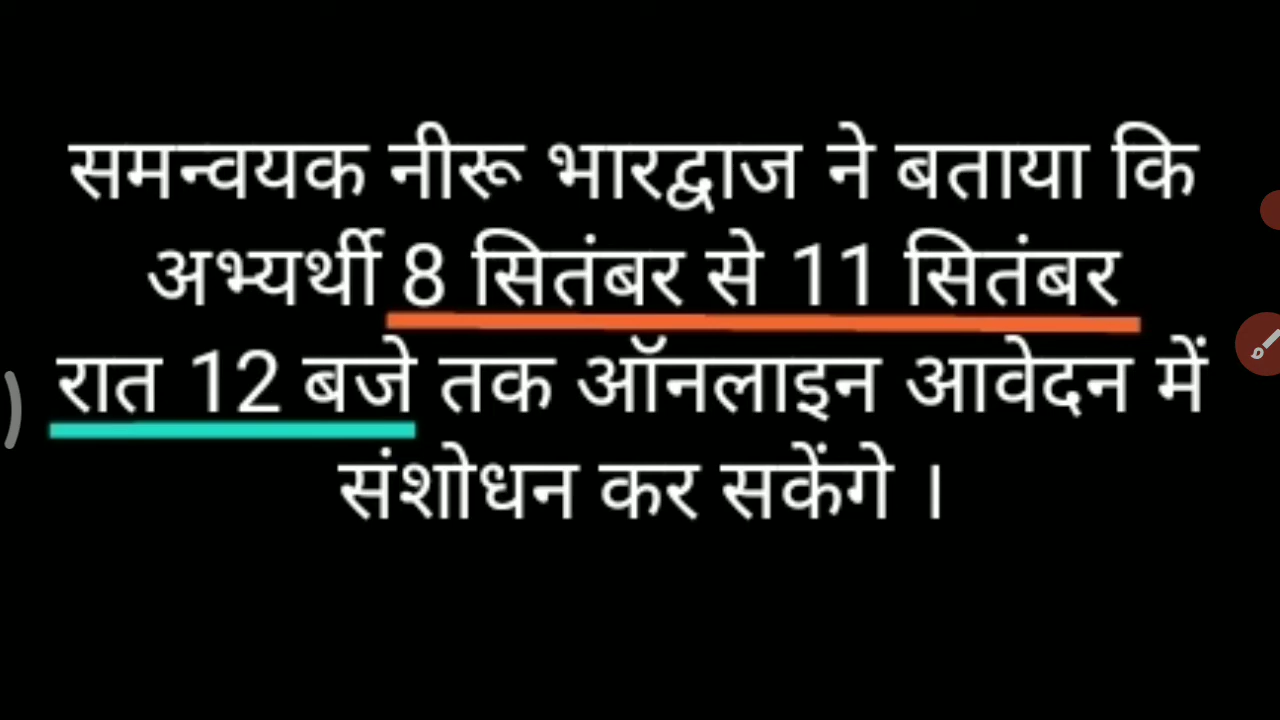 समन्वयक नीरू भारद्वाज ने बताया कि
अभ्यर्थी 8 सितंबर से 11 सितंबर
रात 12 बजे तक ऑनलाइन आवेदन में
संशोधन कर सकेंगे ।